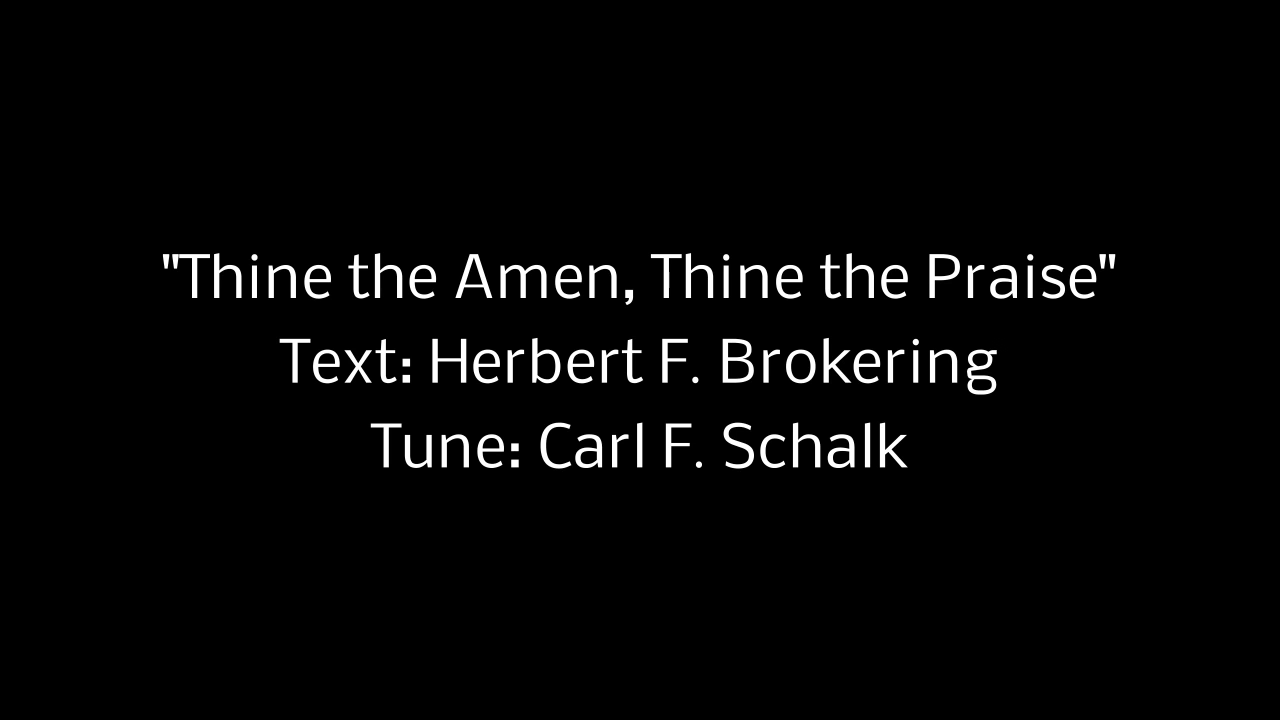 "Thine the Amen, Thine the Praise"
Text: Herbert F. Brokering
Tune: Carl F. Schalk